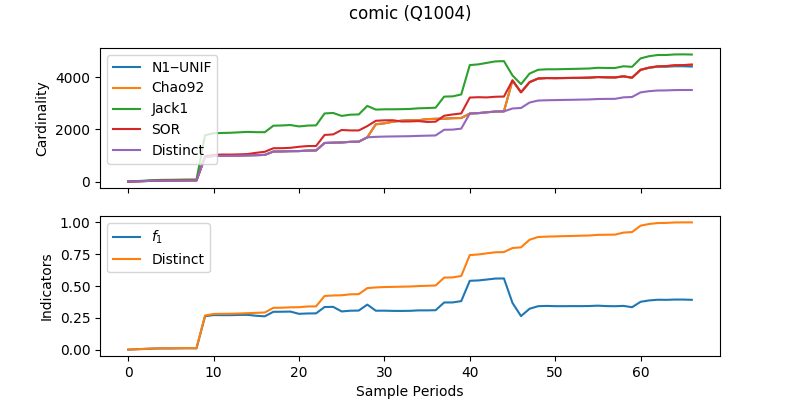 comic (Q1004)
Cardinality
4000
2000
0
N1−UNIF
Chao92
Jack1
SOR
Distinct
Indicators
1.00
0.75
0.50
0.25
0.00
f1
Distinct
0 10 20 30 40 50 60
Sample Periods